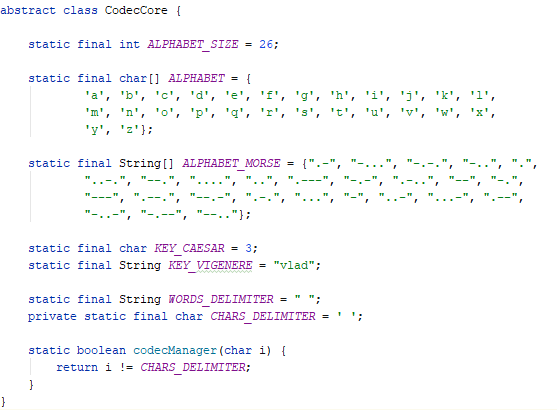 abstract class CodecCore {
static final int ALPHABET_SIZE = 26;
static final char[] ALPHABET = {
'a', 'b', 'c', 'd', 'e', 'f', 'g', 'h', 'i', 'j', 'k', 'l',
'm', 'n', 'o', 'p', 'q', 'r', 's', 't', 'u', 'v', 'w', 'x',
'y', 'z'};
static final String[] ALPHABET_MORSE = {".-", "-...", "-.-.", "-..", ".",
"..-.", "--.", "....", "..", ".---", "-.-", ".-..", "--", "-.",
"---", ".--.", "--.-", ".-.", "...", "-", "..-", "...-", ".--",
"-..-", "-.--", "--.."};
static final char KEY_CAESAR = 3;
static final String KEY_VIGENERE = "vlad";
static final String WORDS_DELIMITER = " ";
private static final char CHARS_DELIMITER = ' ';
static boolean codecManager(char i) {
return i != CHARS_DELIMITER;
}
}